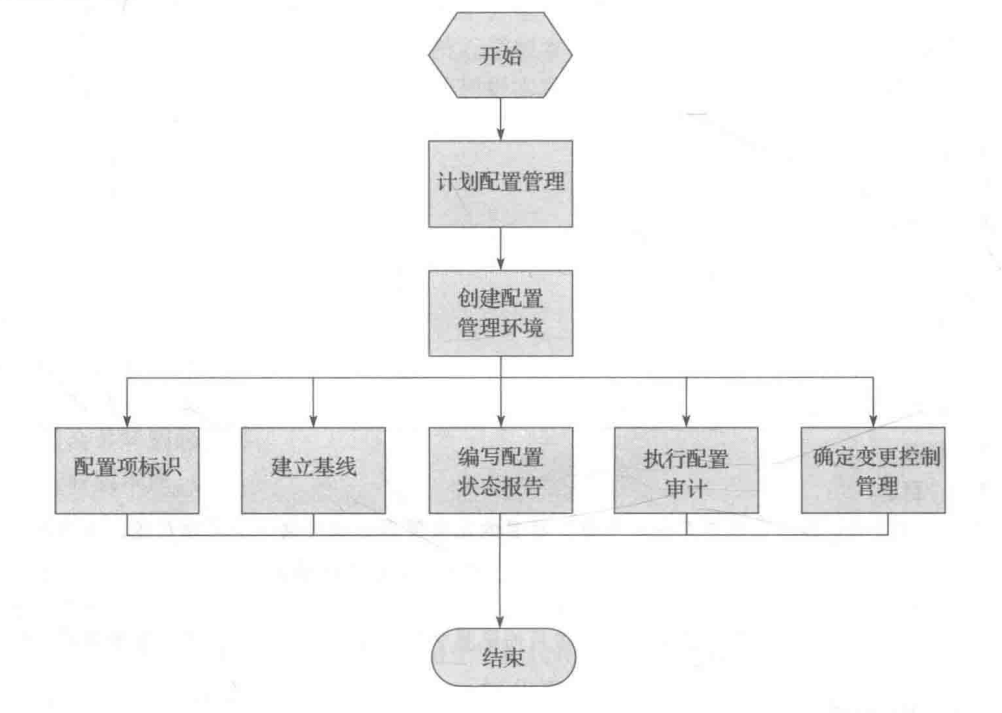 开始
计划配置管理
创建配置
管理环境
配置项标识
建立基线
编写配置
状态报告
执行配置
审计
确定变更控制
管理
结束